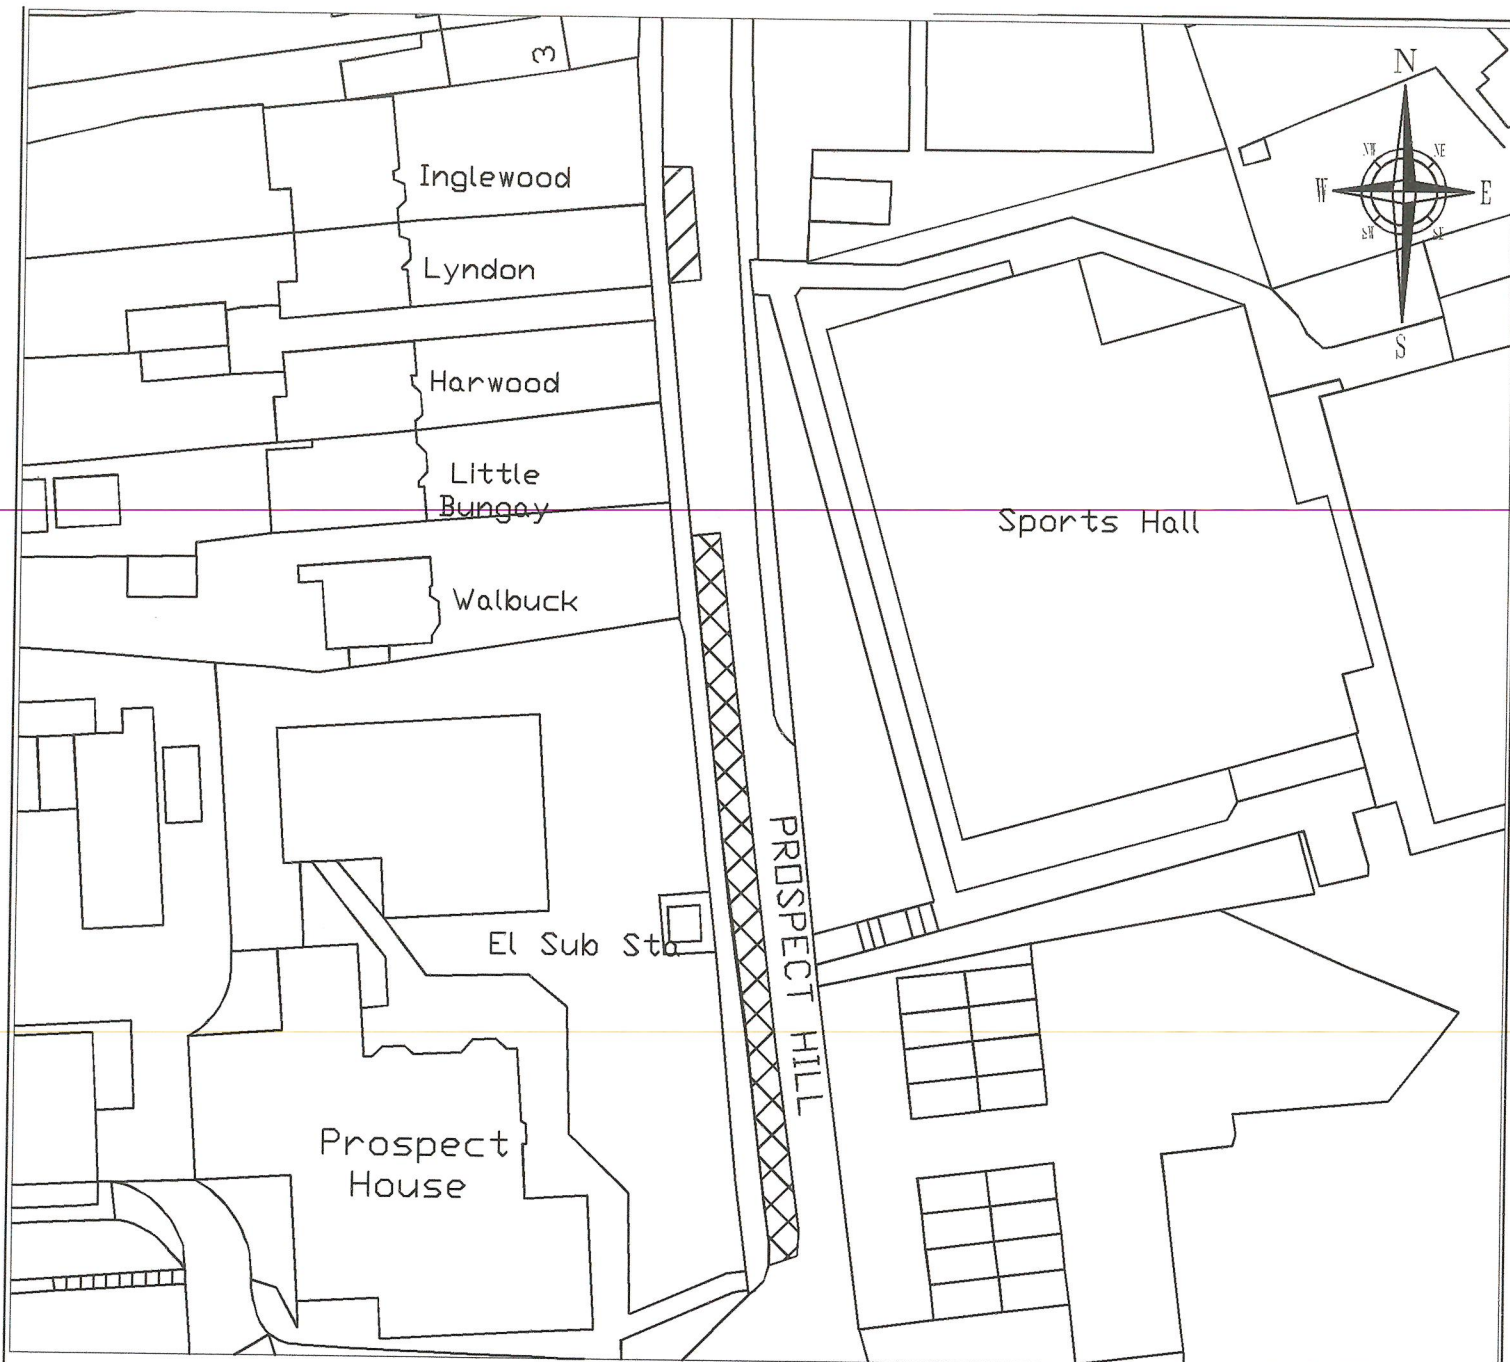 3
N
NW
NE
W
E
SW
SE
S
Inglewood
Lyndon
Harwood
Little
Bungay
Sports Hall
Walbuck
PROSPECT HILL
El Sub Sta
Prospect
House